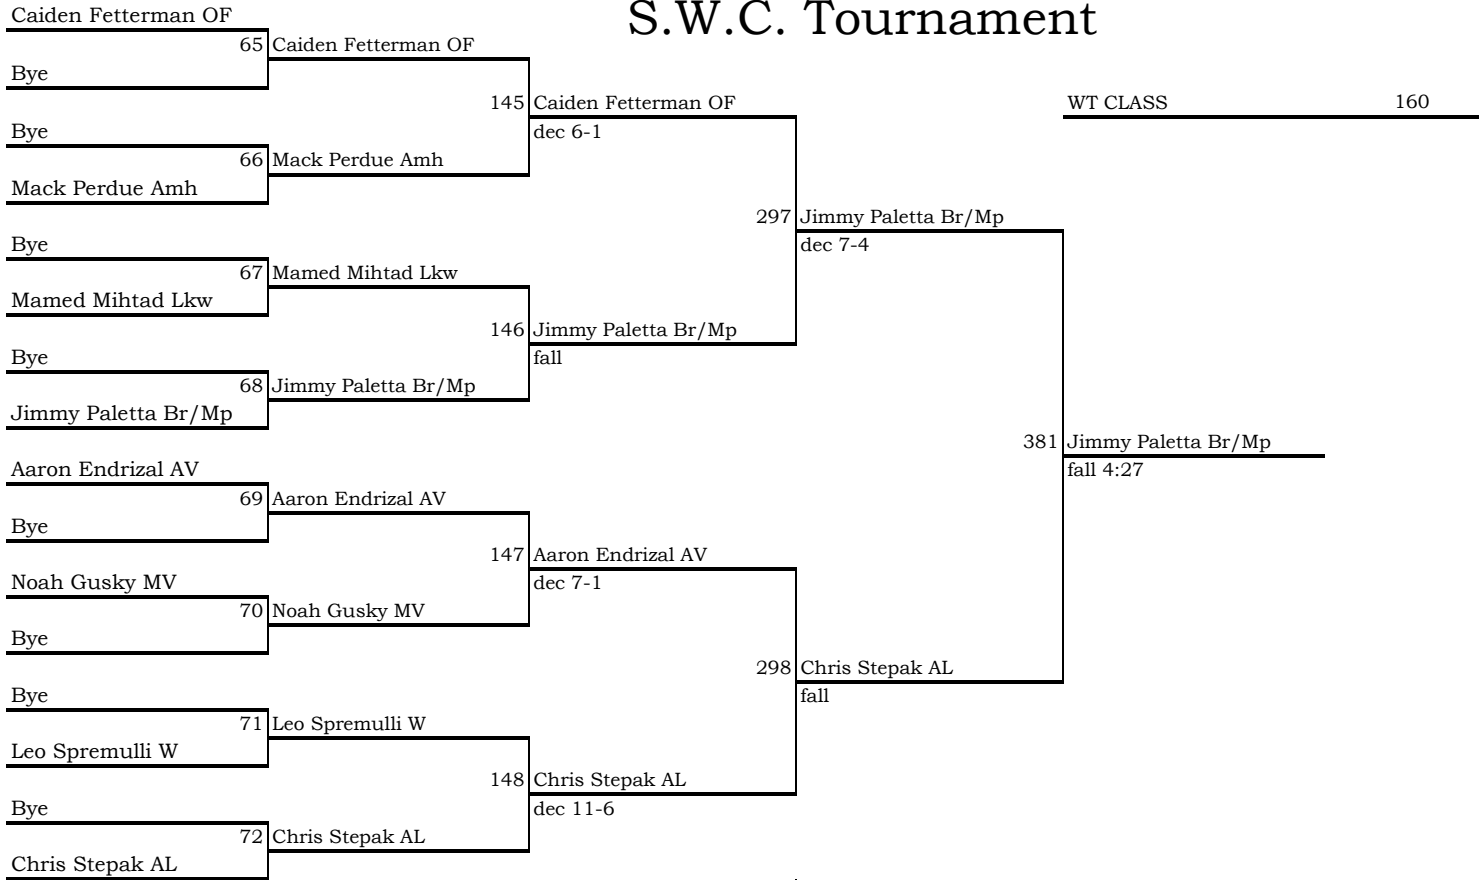 S.W.C. Tournament
Caiden Fetterman OF
65 Caiden Fetterman OF
Bye
145 Caiden Fetterman OF
WT CLASS 160
Bye
dec 6-1
66 Mack Perdue Amh
Mack Perdue Amh
297 Jimmy Paletta Br/Mp
Bye
dec 7-4
67 Mamed Mihtad Lkw
Mamed Mihtad Lkw
146 Jimmy Paletta Br/Mp
Bye
fall
68 Jimmy Paletta Br/Mp
Jimmy Paletta Br/Mp
381 Jimmy Paletta Br/Mp
Aaron Endrizal AV
fall 4:27
69 Aaron Endrizal AV
Bye
147 Aaron Endrizal AV
Noah Gusky MV
dec 7-1
70 Noah Gusky MV
Bye
298 Chris Stepak AL
Bye
fall
71 Leo Spremulli W
Leo Spremulli W
148 Chris Stepak AL
Bye
dec 11-6
72 Chris Stepak AL
Chris Stepak AL